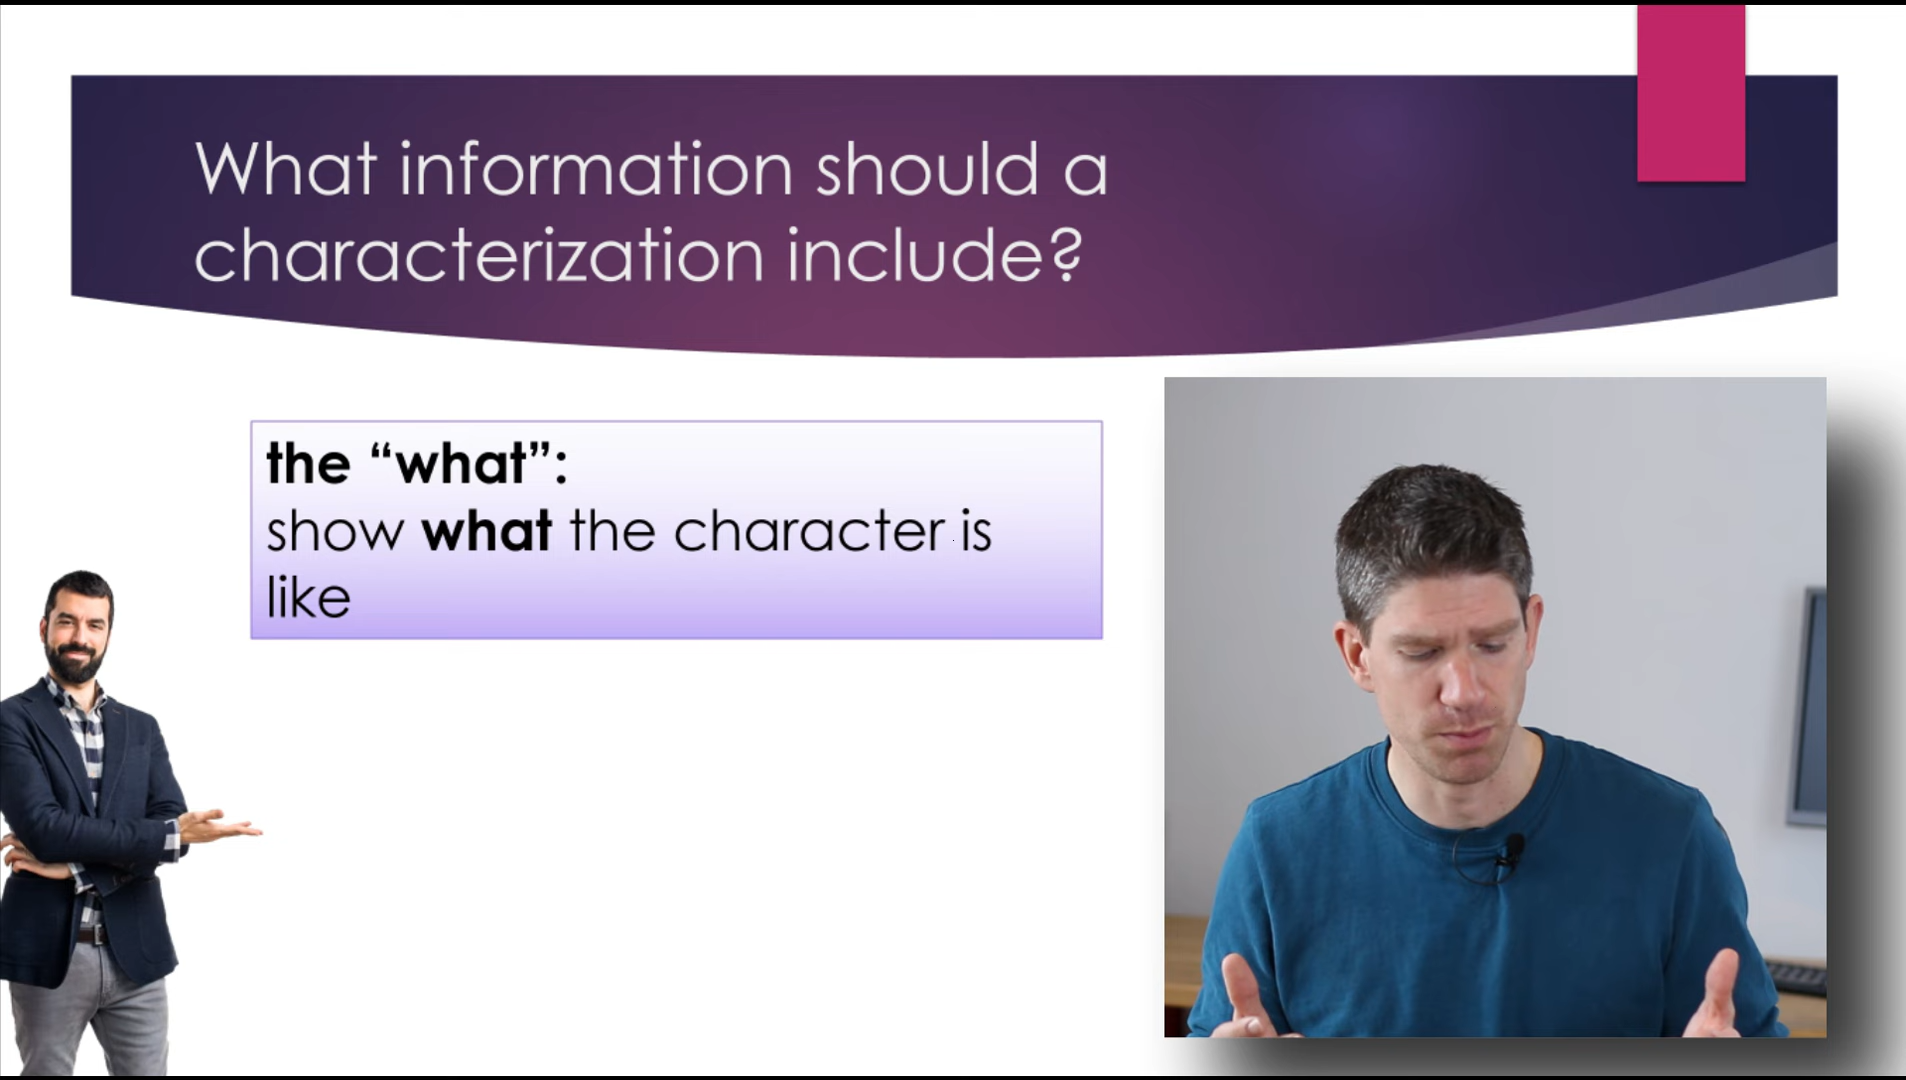 What information should a
characterization include?
the “what”:
show what the character is
like